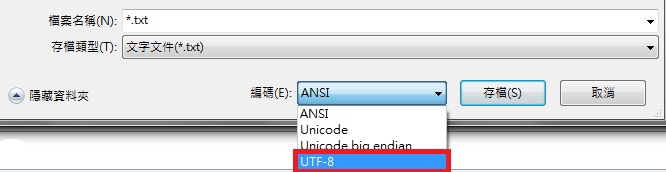 檔案名稱(N): *.txt
存檔類型(T): 文字文件(*.txt)
隱藏資料夾 編碼(E): ANSI 存檔(S) 取消
ANSI
Unicode
Unicode big endian
UTF-8